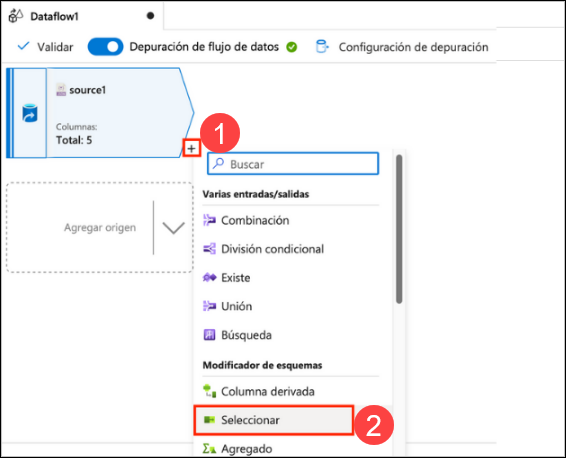 Dataflow1
Validar Depuración de flujo de datos Configuración de depuración
source1
Columnas:
Total: 5
1
+
Buscar
Varias entradas/salidas
Combinación
Agregar origen
División condicional
Existe
Unión
Búsqueda
Modificador de esquemas
Columna derivada
Seleccionar
2
Agregado